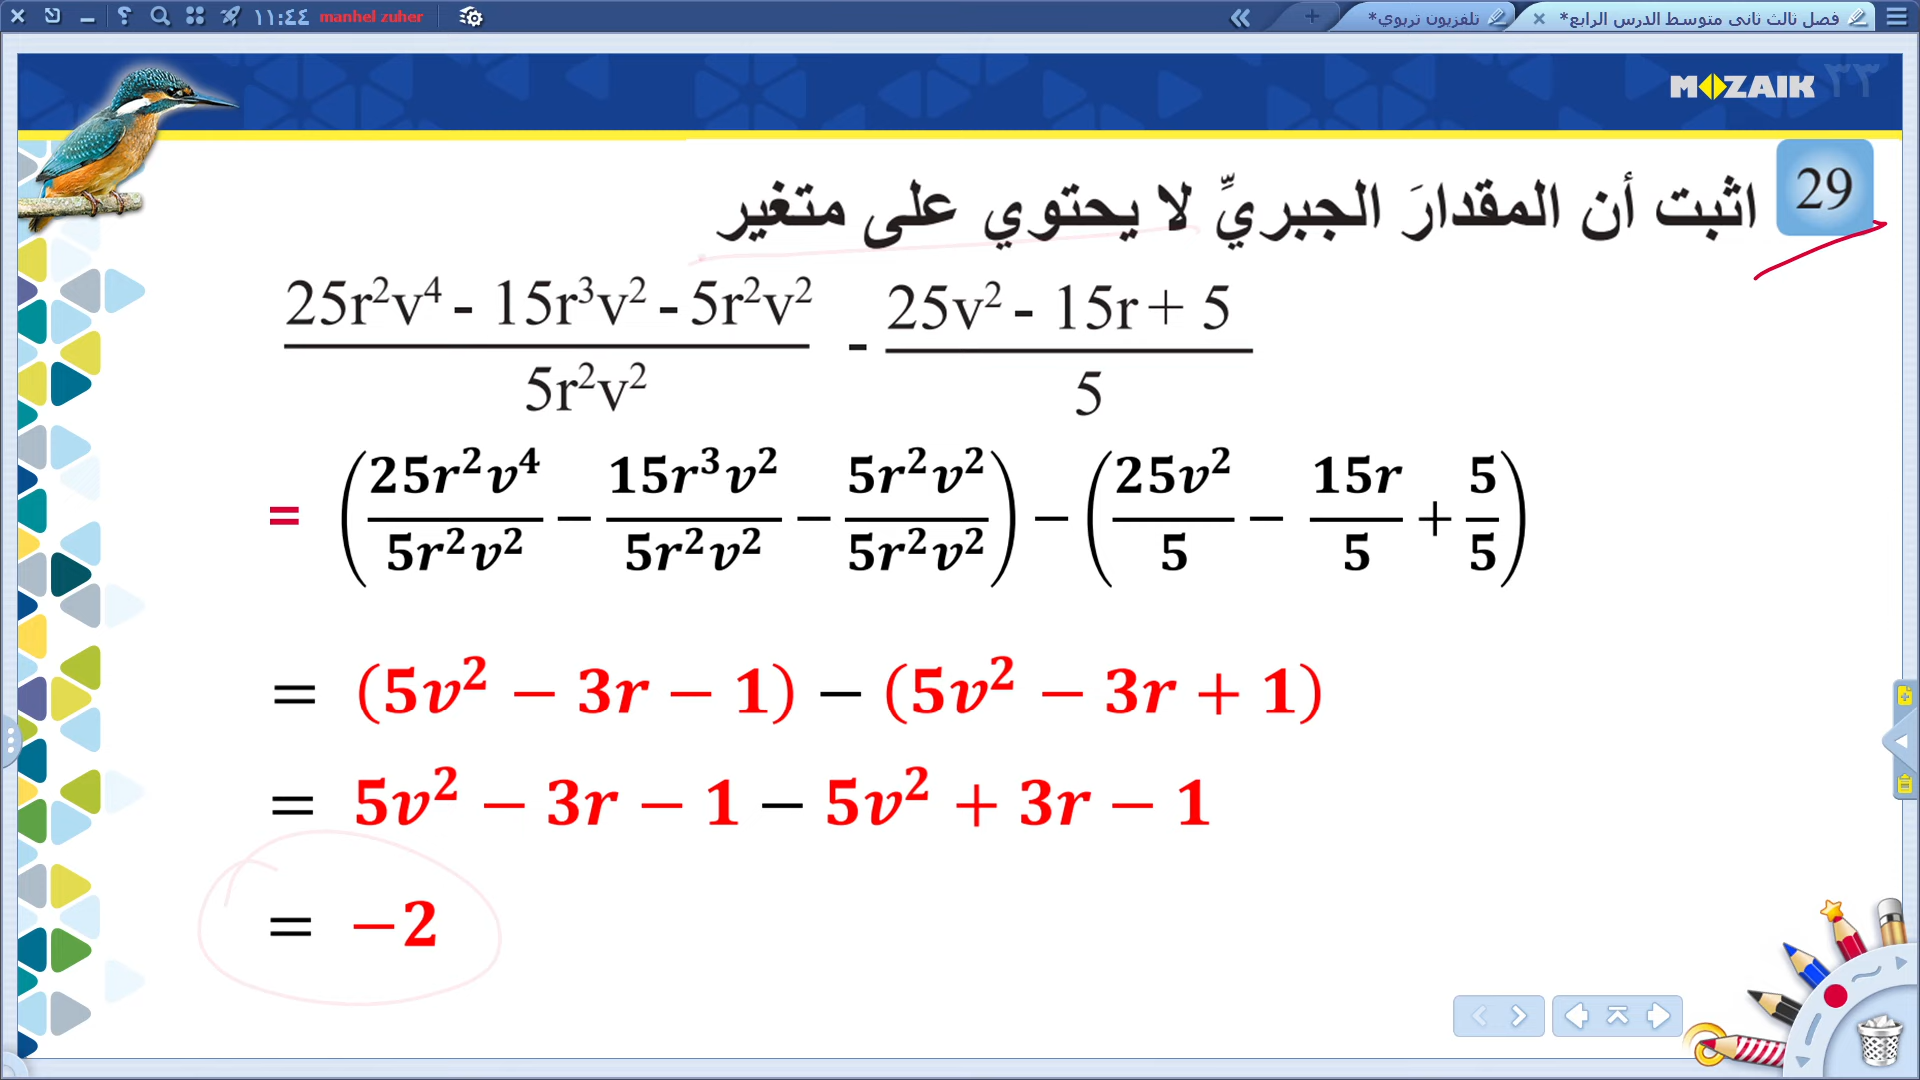 ١١:٤٤ manhel zuher
تلفزيون تربوي*
فصل ثالث ثانى متوسط الدرس الرابع*
MOZAIK ٣٣
29 اثبت أن المقدارَ الجبريِّ لا يحتوي على متغير
(25r²v⁴ - 15r³v² - 5r²v²)/(5r²v²) - (25v² - 15r + 5)/5
= (25r²v⁴/5r²v² − 15r³v²/5r²v² − 5r²v²/5r²v²) − (25v²/5 − 15r/5 + 5/5)
= (5v² − 3r − 1) − (5v² − 3r + 1)
= 5v² − 3r − 1 − 5v² + 3r − 1
= −2